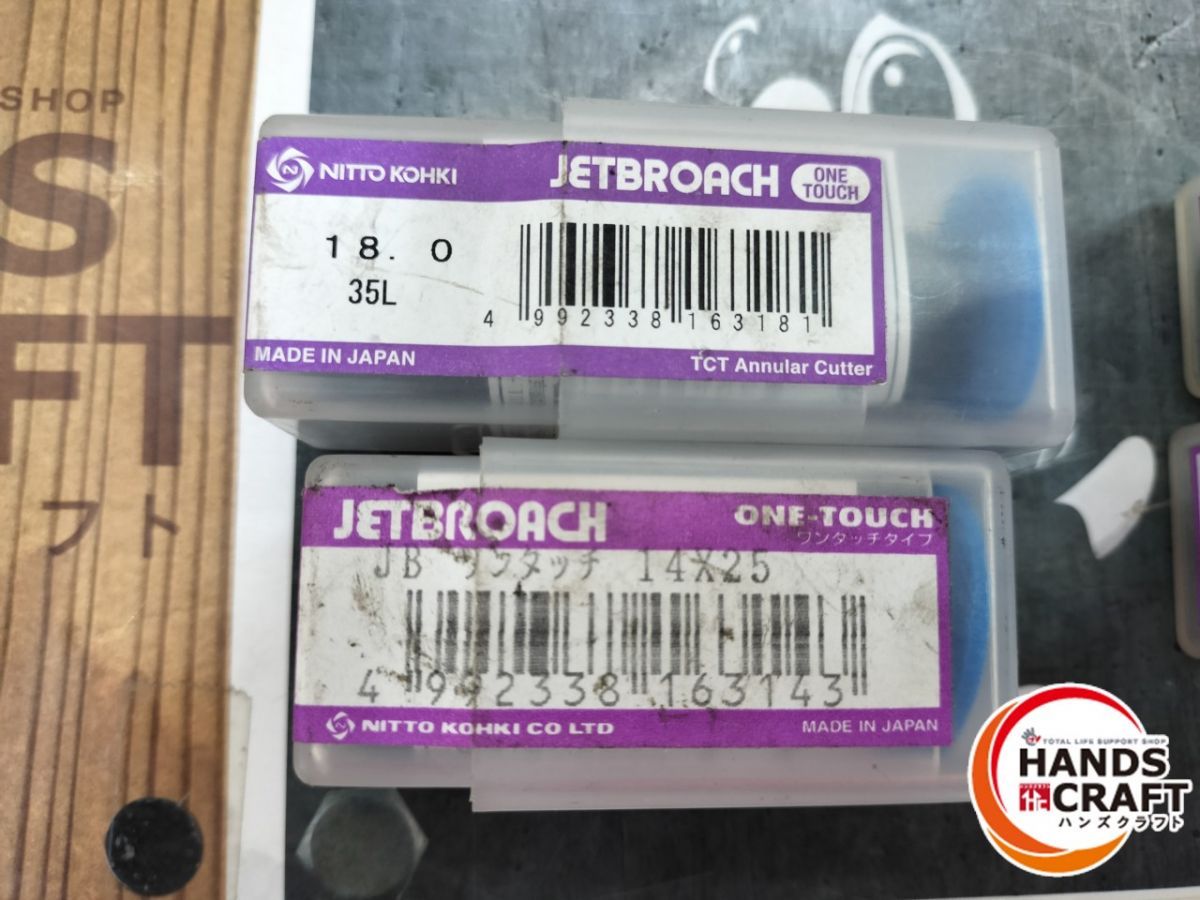 SHOP
S
FT
フト
NITTO KOHKI
JETBROACH
ONE
TOUCH
18. 0
35L
4 992338 163181
MADE IN JAPAN
TCT Annular Cutter
JETBROACH
ONE-TOUCH
ワンタッチタイプ
JB ワンタッチ 14X25
4 992338 163143
NITTO KOHKI CO LTD
MADE IN JAPAN
TOTAL LIFE SUPPORT SHOP
HANDS
CRAFT
ハンズクラフト